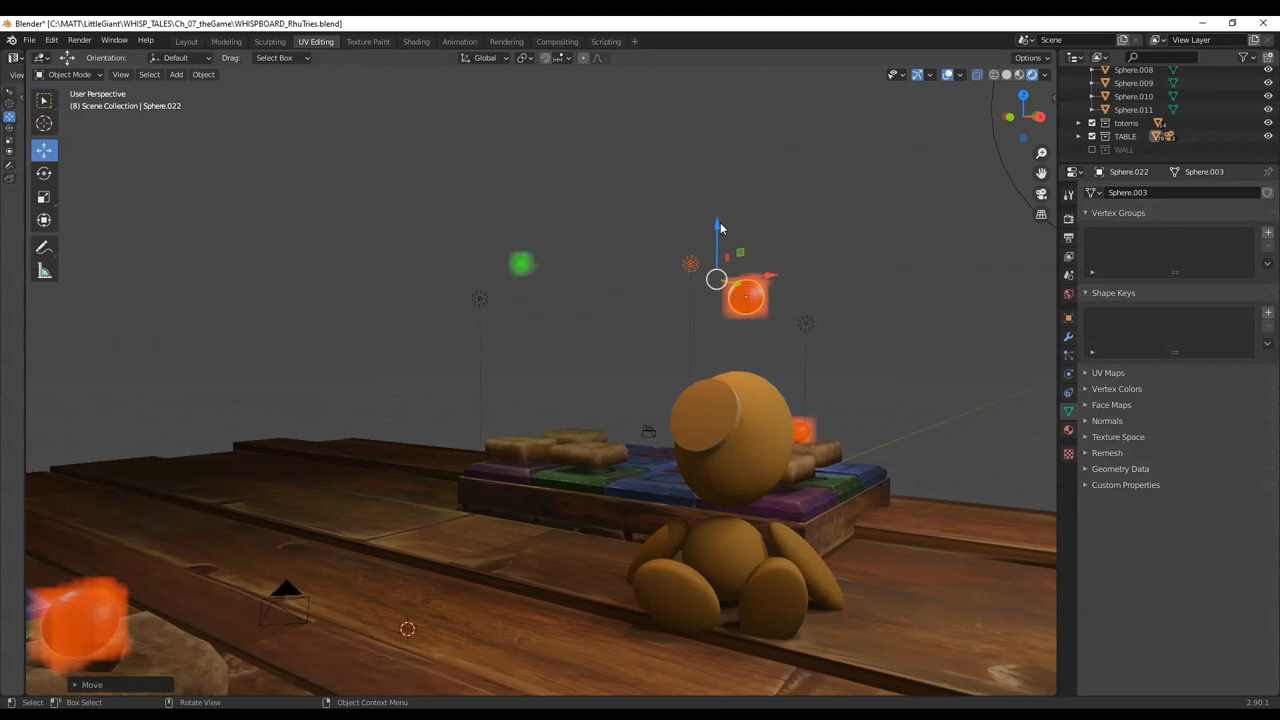 Blender* [C:\MATT\LittleGiant\WHISP_TALES\Ch_07_theGame\WHISPBOARD_RhuTries.blend]
File Edit Render Window Help Layout Modeling Sculpting UV Editing Texture Paint Shading Animation Rendering Compositing Scripting + Scene View Layer
Orientation: Default Drag: Select Box Global Options
View Object Mode View Select Add Object
User Perspective
(8) Scene Collection | Sphere.022
Sphere.008
Sphere.009
Sphere.010
Sphere.011
totems
TABLE
WALL
Sphere.022 Sphere.003
Sphere.003
Vertex Groups
Shape Keys
UV Maps
Vertex Colors
Face Maps
Normals
Texture Space
Remesh
Geometry Data
Custom Properties
Move
Select Box Select Rotate View Object Context Menu 2.90.1